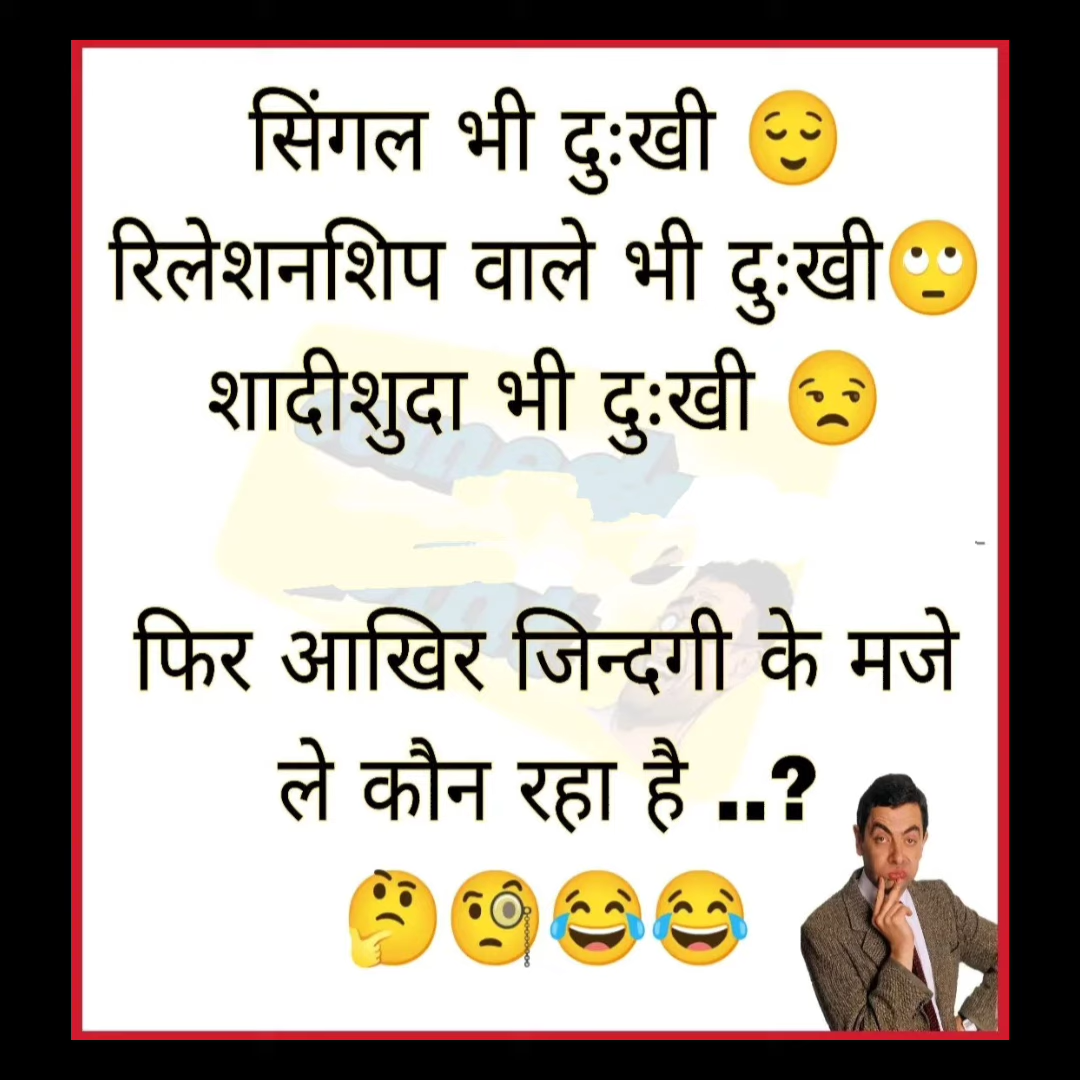 सिंगल भी दुःखी 😌
रिलेशनशिप वाले भी दुःखी🙄
शादीशुदा भी दुःखी 😒
फिर आखिर जिन्दगी के मजे
ले कौन रहा है ..?
🤔🧐😂😂